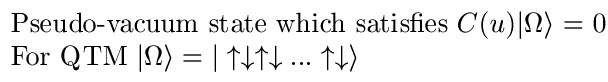 Pseudo-vacuum state which satisfies C(u)|Ω⟩ = 0
For QTM |Ω⟩ = | ↑↓↑↓ ... ↑↓⟩